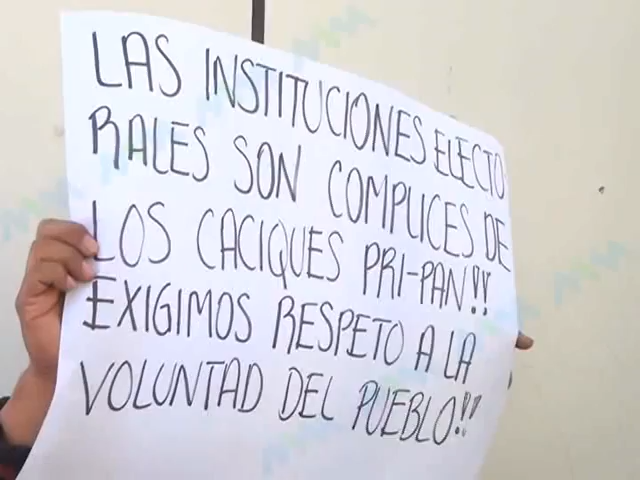 LAS INSTITUCIONES ELECTO
RALES SON COMPLICES DE
LOS CACIQUES PRI-PAN!!
EXIGIMOS RESPETO A LA
VOLUNTAD DEL PUEBLO!!